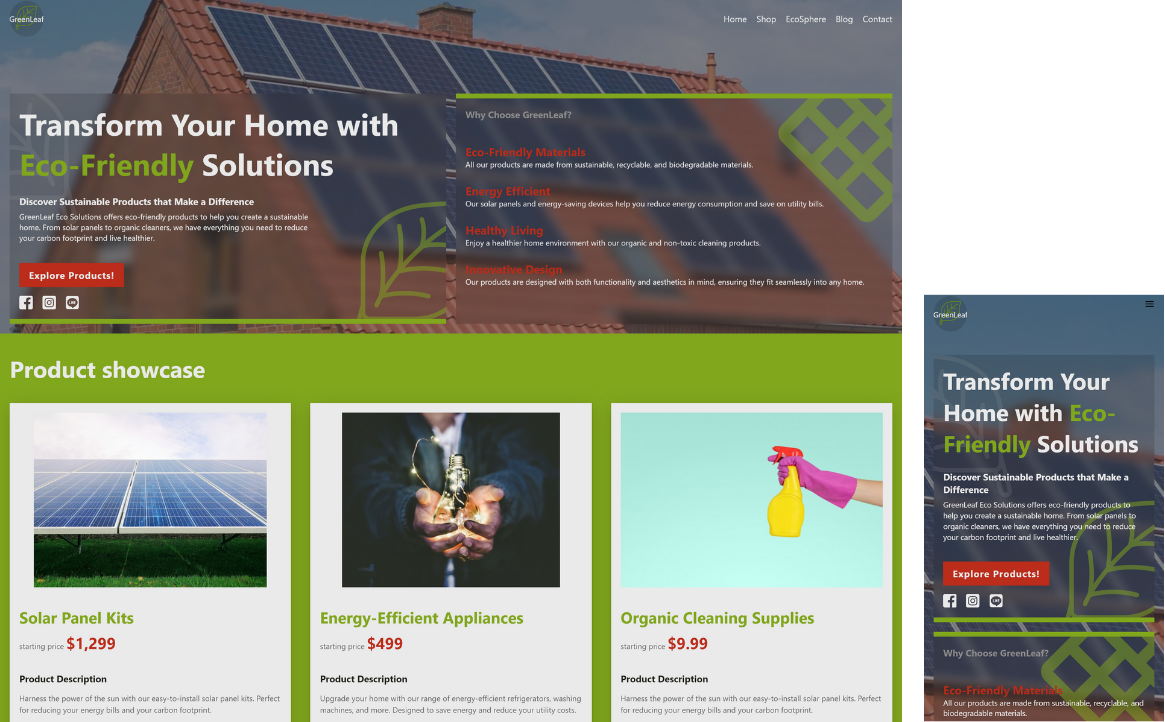 GreenLeaf
Home Shop EcoSphere Blog Contact
Transform Your Home with
Eco-Friendly Solutions
Discover Sustainable Products that Make a Difference
GreenLeaf Eco Solutions offers eco-friendly products to help you create a sustainable
home. From solar panels to organic cleaners, we have everything you need to reduce
your carbon footprint and live healthier.
Explore Products!
Why Choose GreenLeaf?
Eco-Friendly Materials
All our products are made from sustainable, recyclable, and biodegradable materials.
Energy Efficient
Our solar panels and energy-saving devices help you reduce energy consumption and save on utility bills.
Healthy Living
Enjoy a healthier home environment with our organic and non-toxic cleaning products.
Innovative Design
Our products are designed with both functionality and aesthetics in mind, ensuring they fit seamlessly into any home.
Product showcase
Solar Panel Kits
starting price $1,299
Product Description
Harness the power of the sun with our easy-to-install solar panel kits. Perfect
for reducing your energy bills and your carbon footprint.
Energy-Efficient Appliances
starting price $499
Product Description
Upgrade your home with our range of energy-efficient refrigerators, washing
machines, and more. Designed to save energy and reduce your utility costs.
Organic Cleaning Supplies
starting price $9.99
Product Description
Harness the power of the sun with our easy-to-install solar panel kits. Perfect
for reducing your energy bills and your carbon footprint.
GreenLeaf
Transform Your
Home with Eco-
Friendly Solutions
Discover Sustainable Products that Make a
Difference
GreenLeaf Eco Solutions offers eco-friendly products to
help you create a sustainable home. From solar panels to
organic cleaners, we have everything you need to reduce
your carbon footprint and live healthier.
Explore Products!
Why Choose GreenLeaf?
Eco-Friendly Materials
All our products are made from sustainable, recyclable, and
biodegradable materials.